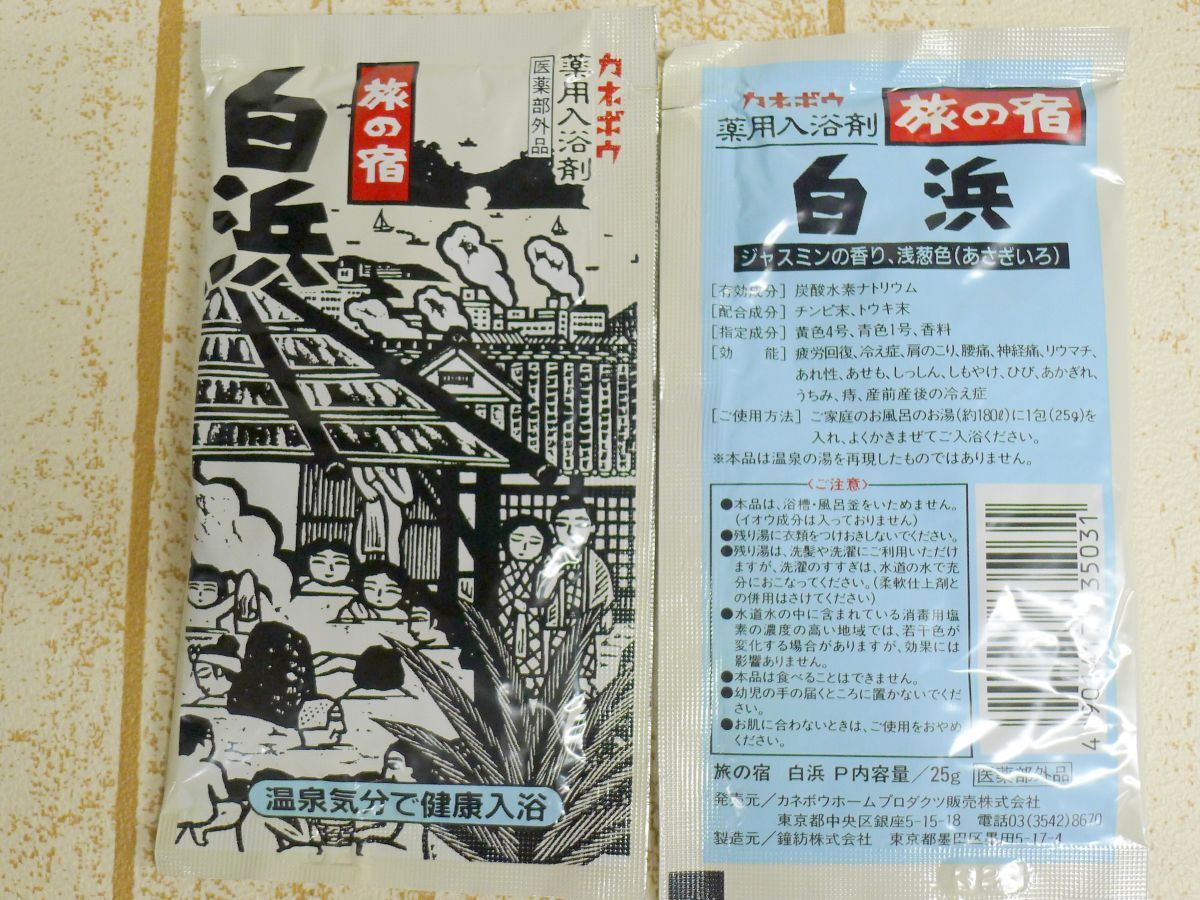 カネボウ
薬用入浴剤
医薬部外品
旅の宿
白浜
温泉気分で健康入浴
カネボウ
薬用入浴剤
旅の宿
白浜
ジャスミンの香り、浅葱色(あさぎいろ)
[有効成分] 炭酸水素ナトリウム
[配合成分] チンピ末、トウキ末
[指定成分] 黄色4号、青色1号、香料
[効 能] 疲労回復、冷え症、肩のこり、腰痛、神経痛、リウマチ、
あれ性、あせも、しっしん、しもやけ、ひび、あかぎれ、
うちみ、痔、産前産後の冷え症
[ご使用方法] ご家庭のお風呂のお湯(約180ℓ)に1包(25g)を
入れ、よくかきまぜてご入浴ください。
※本品は温泉の湯を再現したものではありません。
〈ご注意〉
●本品は、浴槽・風呂釜をいためません。
(イオウ成分は入っておりません)
●残り湯に衣類をつけおきしないでください。
●残り湯は、洗髪や洗濯にご利用いただけ
ますが、洗濯のすすぎは、水道の水で充
分におこなってください。(柔軟仕上剤と
の併用はさけてください)
●水道水の中に含まれている消毒用塩
素の濃度の高い地域では、若干色が
変化する場合がありますが、効果には
影響ありません。
●本品は食べることはできません。
●幼児の手の届くところに置かないでくだ
さい。
●お肌に合わないときは、ご使用をおやめ
ください。
旅の宿 白浜 P内容量/25g 医薬部外品
発売元/カネボウホームプロダクツ販売株式会社
東京都中央区銀座5-15-18 電話03(3542)8670
製造元/鐘紡株式会社 東京都墨田区墨田5-17-4
35031